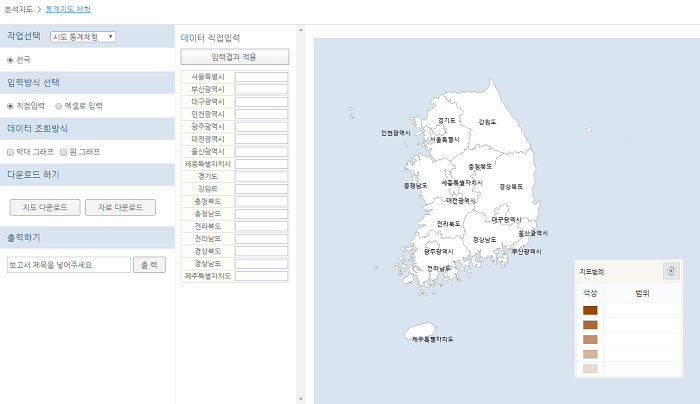 분석지도 > 통계지도 체험
작업선택
시도 통계체험
전국
입력방식 선택
직접입력 엑셀로 입력
데이터 조회방식
막대 그래프 원 그래프
다운로드 하기
지도 다운로드 자료 다운로드
출력하기
보고서 제목을 넣어주세요 출 력
데이터 직접입력
입력결과 적용
서울특별시
부산광역시
대구광역시
인천광역시
광주광역시
대전광역시
울산광역시
세종특별자치시
경기도
강원도
충청북도
충청남도
전라북도
전라남도
경상북도
경상남도
제주특별자치도
경기도
강원도
인천광역시
서울특별시
충청북도
충청남도
세종특별자치시
경상북도
대전광역시
대구광역시
전라북도
울산광역시
경상남도
광주광역시
부산광역시
전라남도
제주특별자치도
지도범례
색상 범위